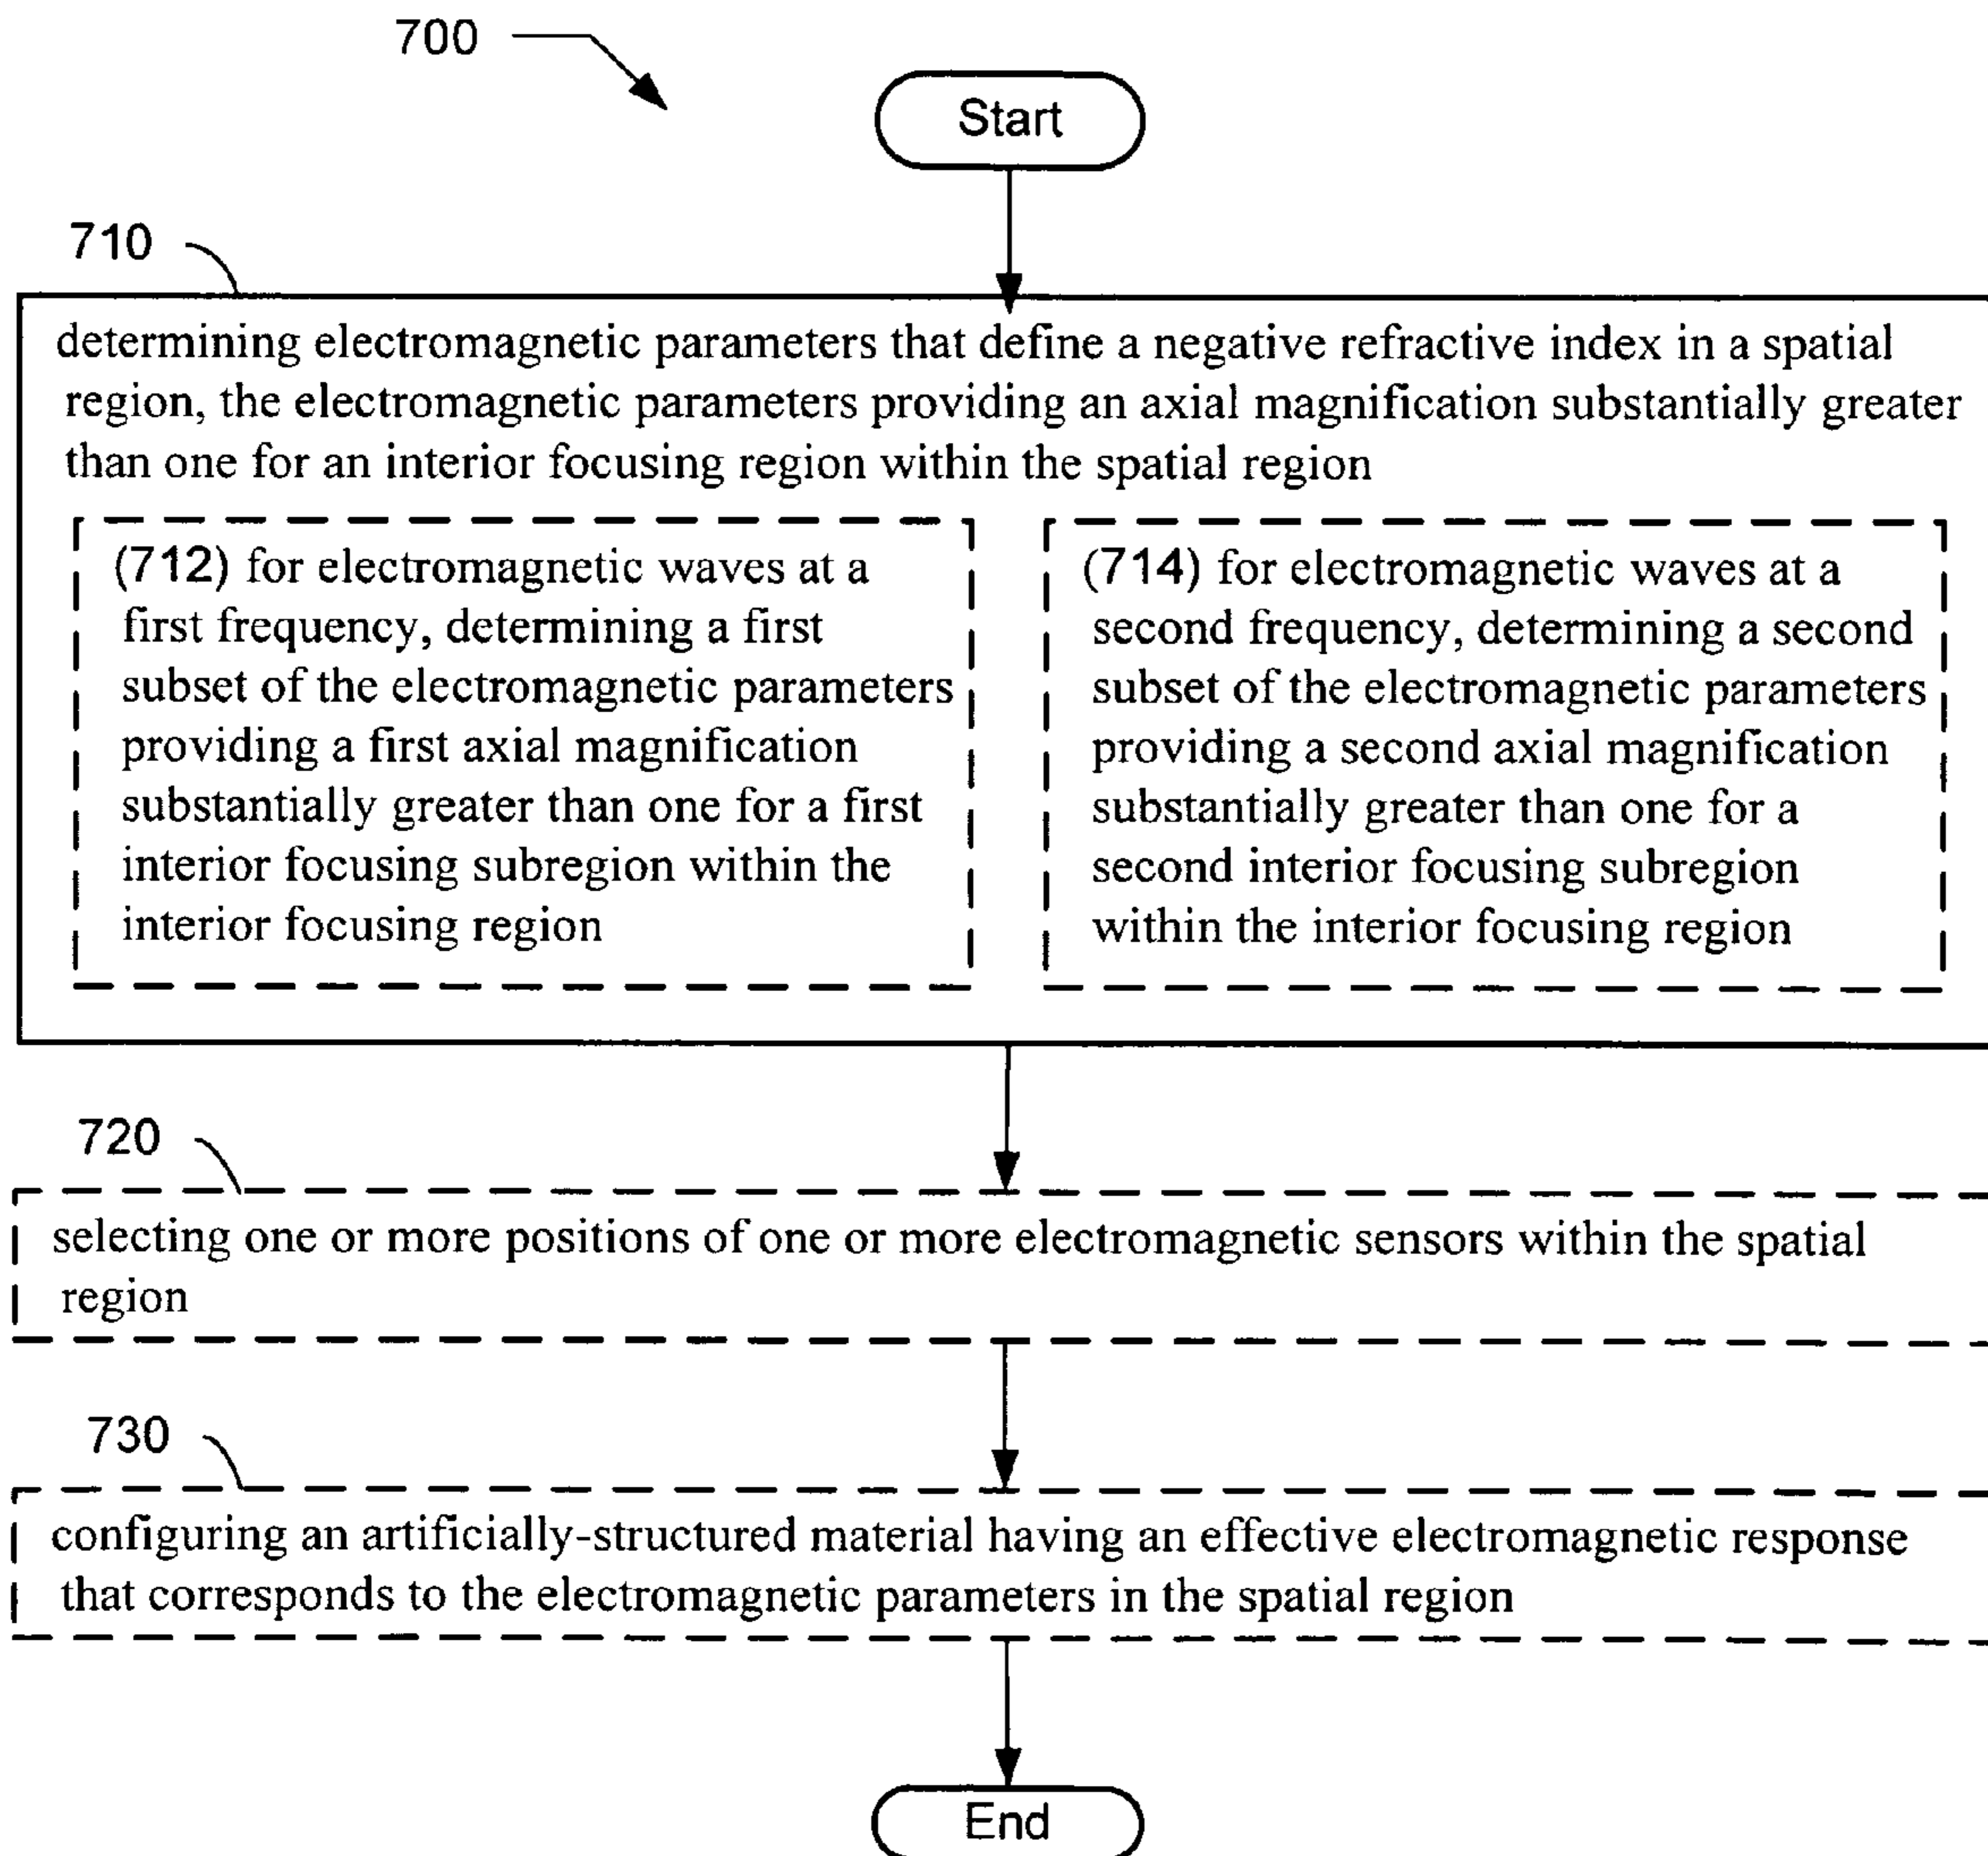 700
Start
710
determining electromagnetic parameters that define a negative refractive index in a spatial
region, the electromagnetic parameters providing an axial magnification substantially greater
than one for an interior focusing region within the spatial region
(712) for electromagnetic waves at a
first frequency, determining a first
subset of the electromagnetic parameters
providing a first axial magnification
substantially greater than one for a first
interior focusing subregion within the
interior focusing region
(714) for electromagnetic waves at a
second frequency, determining a second
subset of the electromagnetic parameters
providing a second axial magnification
substantially greater than one for a
second interior focusing subregion
within the interior focusing region
720
selecting one or more positions of one or more electromagnetic sensors within the spatial
region
730
configuring an artificially-structured material having an effective electromagnetic response
that corresponds to the electromagnetic parameters in the spatial region
End